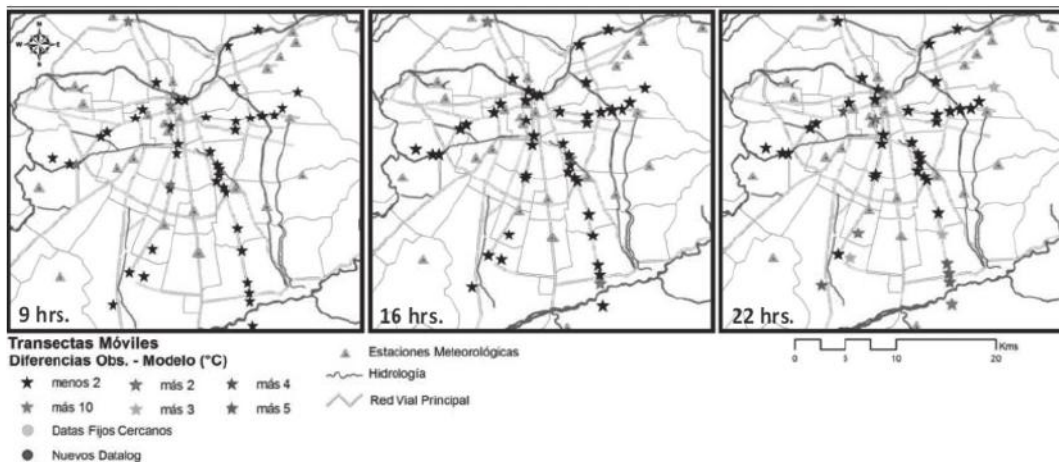 N
W E
S
9 hrs.
16 hrs.
22 hrs.
Transectas Móviles
Diferencias Obs. - Modelo (°C)
menos 2
más 2
más 4
más 10
más 3
más 5
Datas Fijos Cercanos
Nuevos Datalog
Estaciones Meteorológicas
Hidrología
Red Vial Principal
0 5 10 20 Kms